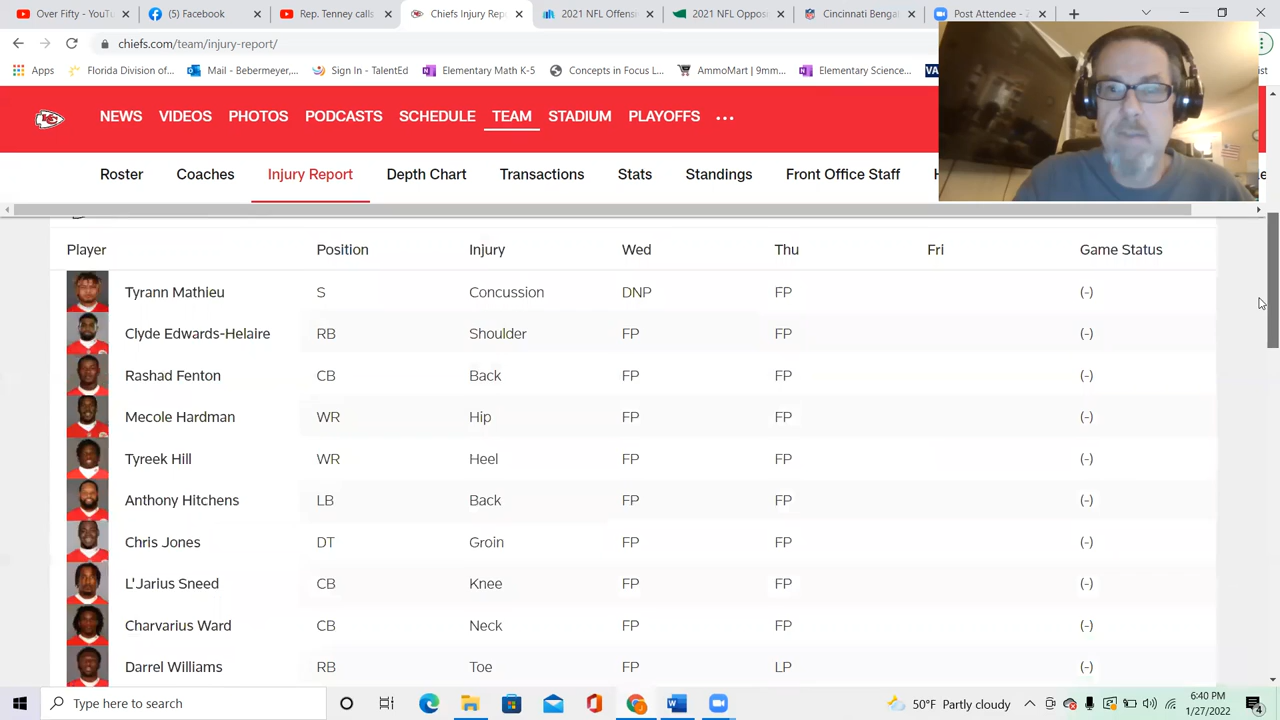 Over Fifty - YouTu
(5) Facebook
Rep. Tenney calls
Chiefs Injury Repo
2021 NFL Offens
2021 NFL Opposi
Cincinnati Benga
Post Attendee - Z
chiefs.com/team/injury-report/
Apps
Florida Division of...
Mail - Bebermeyer,...
Sign In - TalentEd
Elementary Math K-5
Concepts in Focus L...
AmmoMart | 9mm...
Elementary Science...
VA
NEWS VIDEOS PHOTOS PODCASTS SCHEDULE TEAM STADIUM PLAYOFFS ...
Roster Coaches Injury Report Depth Chart Transactions Stats Standings Front Office Staff
Player Position Injury Wed Thu Fri Game Status
Tyrann Mathieu S Concussion DNP FP (-)
Clyde Edwards-Helaire RB Shoulder FP FP (-)
Rashad Fenton CB Back FP FP (-)
Mecole Hardman WR Hip FP FP (-)
Tyreek Hill WR Heel FP FP (-)
Anthony Hitchens LB Back FP FP (-)
Chris Jones DT Groin FP FP (-)
L'Jarius Sneed CB Knee FP FP (-)
Charvarius Ward CB Neck FP FP (-)
Darrel Williams RB Toe FP LP (-)
Type here to search
50°F Partly cloudy
6:40 PM
1/27/2022
4